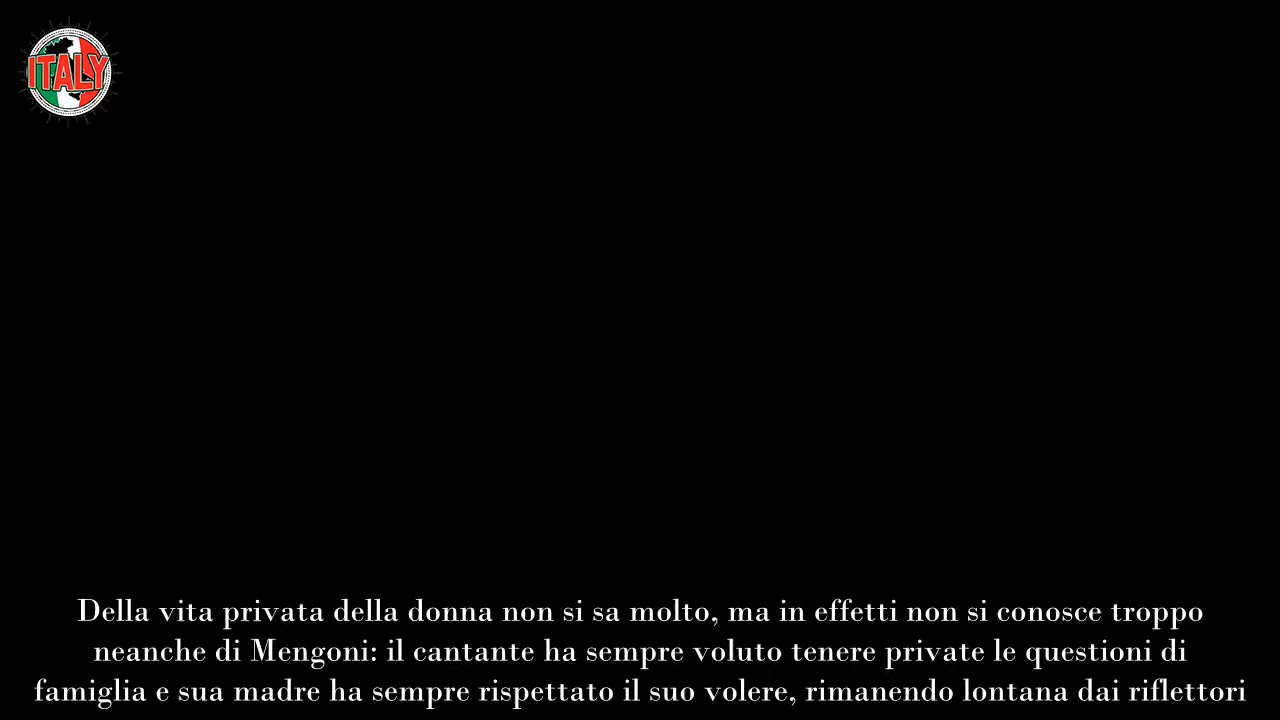 ITALY
Della vita privata della donna non si sa molto, ma in effetti non si conosce troppo
neanche di Mengoni: il cantante ha sempre voluto tenere private le questioni di
famiglia e sua madre ha sempre rispettato il suo volere, rimanendo lontana dai riflettori